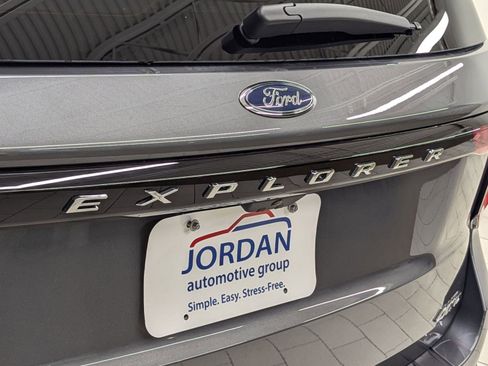 Ford
EXPLORER
JORDAN
automotive group
Simple. Easy. Stress-Free.